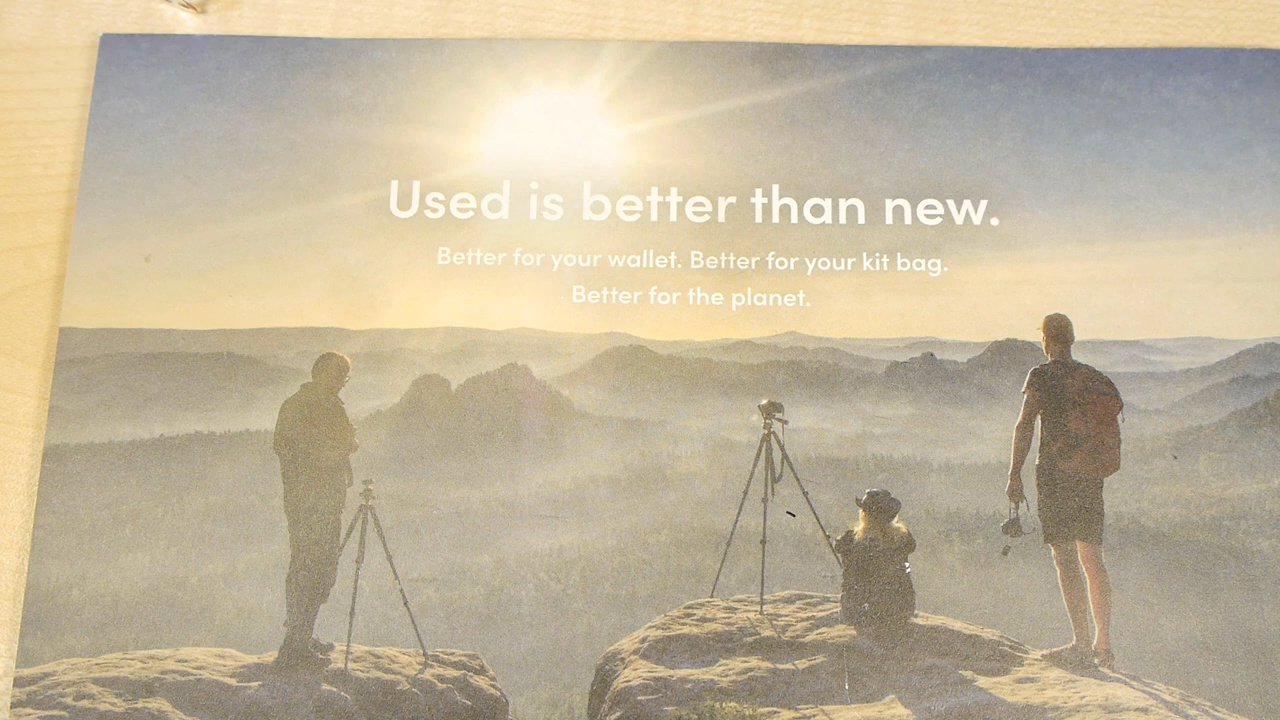 Used is better than new.
Better for your wallet. Better for your kit bag.
Better for the planet.